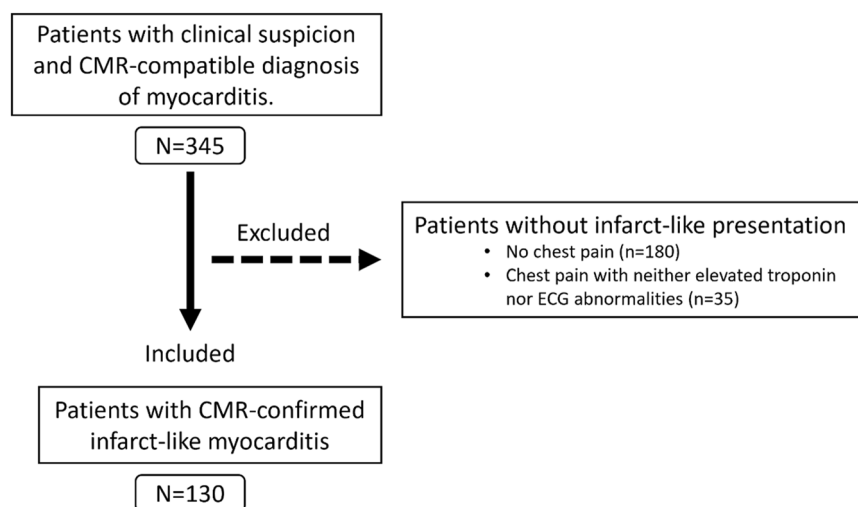 Patients with clinical suspicion
and CMR-compatible diagnosis
of myocarditis.
N=345
Excluded
Patients without infarct-like presentation
• No chest pain (n=180)
• Chest pain with neither elevated troponin
nor ECG abnormalities (n=35)
Included
Patients with CMR-confirmed
infarct-like myocarditis
N=130